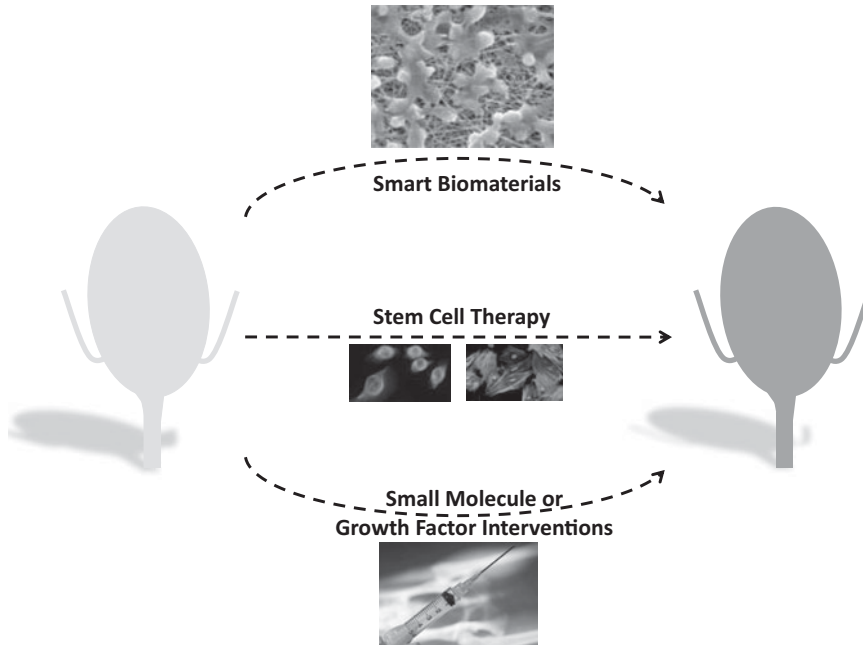 Smart Biomaterials
Stem Cell Therapy
Small Molecule or
Growth Factor Interventions